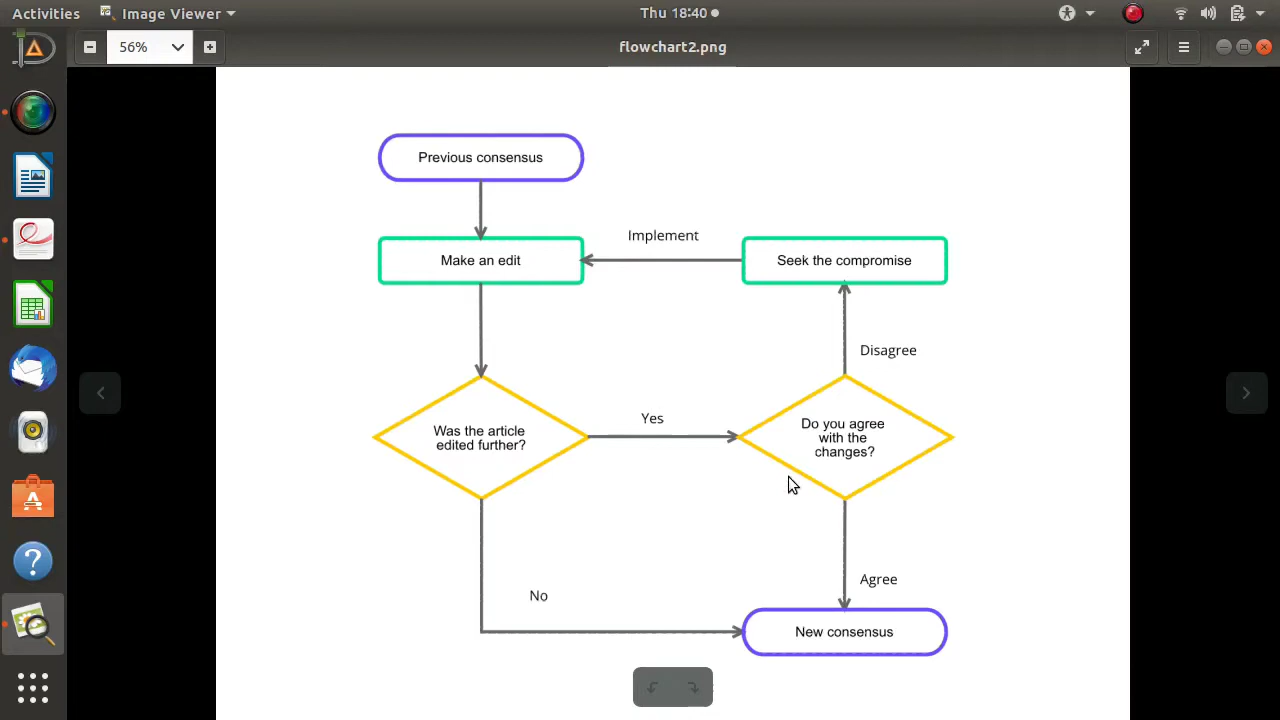 Activities
Image Viewer
Thu 18:40
56%
flowchart2.png
Previous consensus
Implement
Make an edit
Seek the compromise
Disagree
Yes
Was the article
edited further?
Do you agree
with the
changes?
No
Agree
New consensus